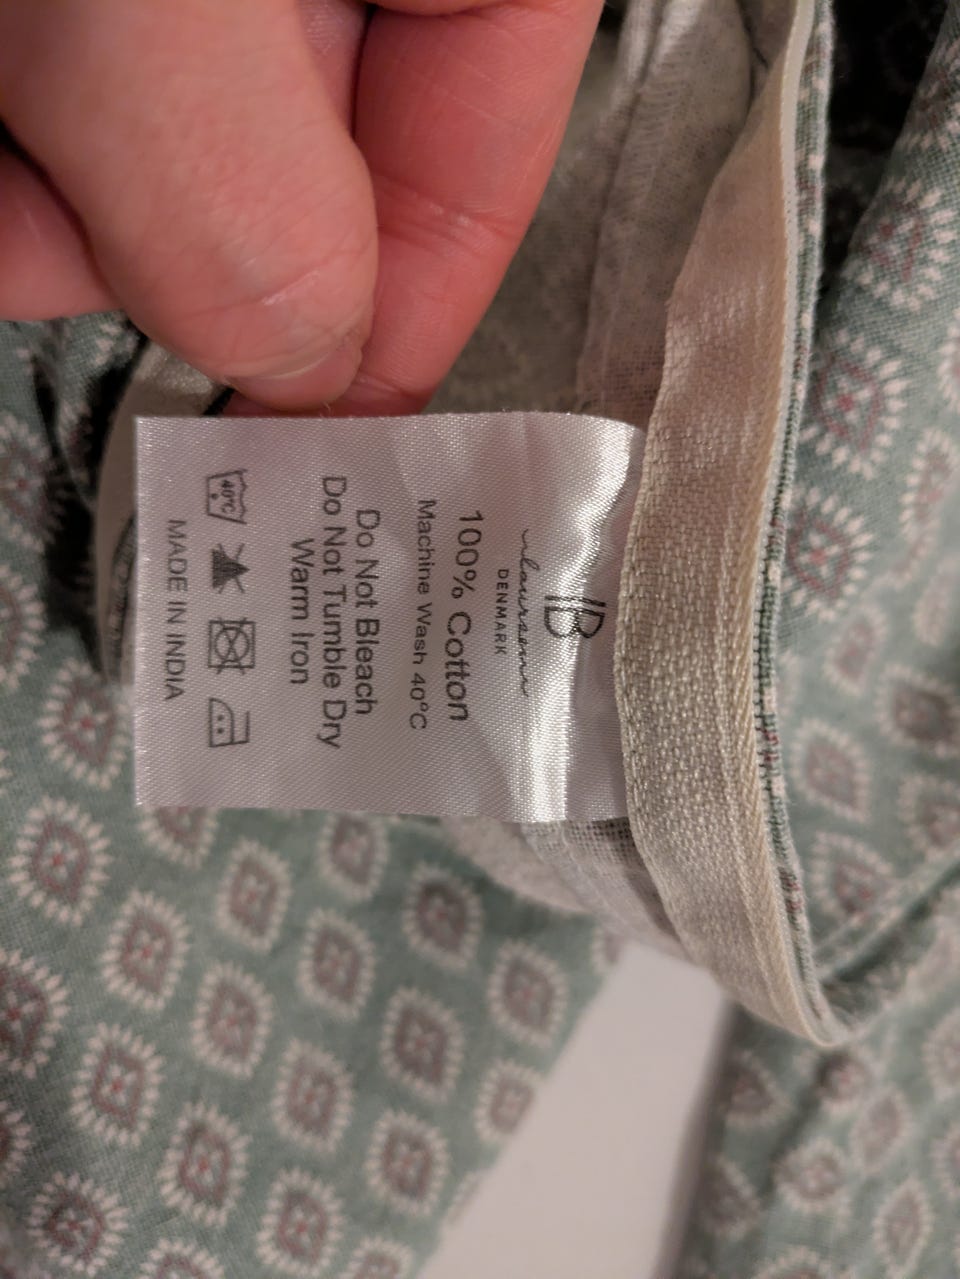 IB
laursen
DENMARK
100% Cotton
Machine Wash 40°C
Do Not Bleach
Do Not Tumble Dry
Warm Iron
40°C
MADE IN INDIA